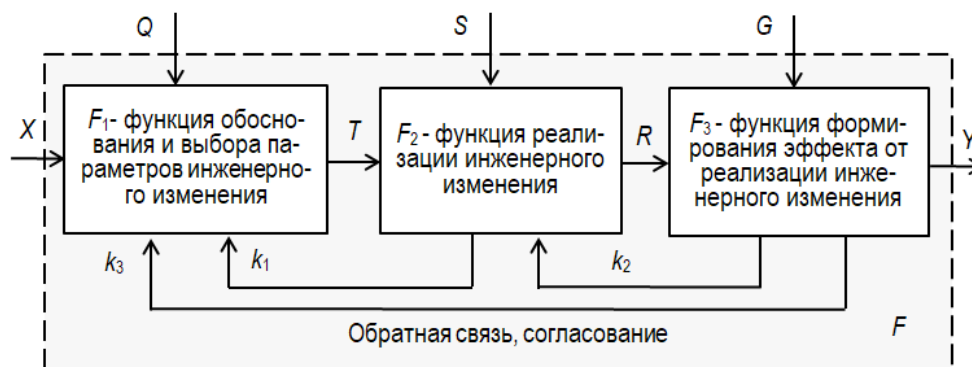 Q
S
G
X
F₁- функция обосно-
вания и выбора па-
раметров инженерно-
го изменения
T
F₂ - функция реали-
зации инженерного
изменения
R
F₃ - функция форми-
рования эффекта от
реализации инже-
нерного изменения
Y
k₃
k₁
k₂
Обратная связь, согласование
F